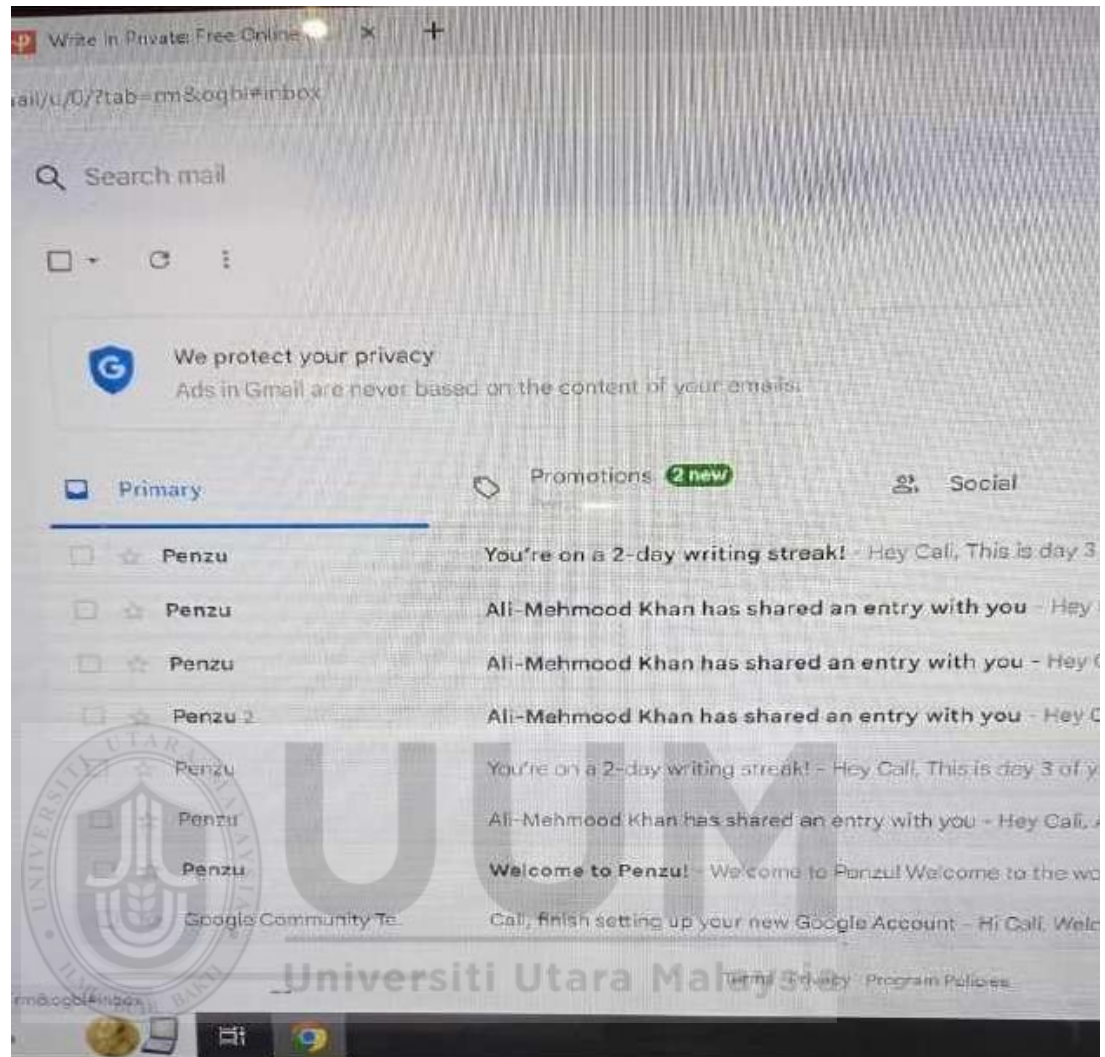 Write in Private: Free Online
ail/u/0/?tab=rm&ogbl#inbox
Search mail
We protect your privacy
Ads in Gmail are never based on the content of your emails.
Primary
Promotions 2 new
Social
Penzu You're on a 2-day writing streak! - Hey Cali, This is day 3
Penzu Ali-Mehmood Khan has shared an entry with you - Hey
Penzu Ali-Mehmood Khan has shared an entry with you - Hey C
Penzu 2 Ali-Mehmood Khan has shared an entry with you - Hey C
Penzu You're on a 2-day writing streak! - Hey Cali, This is day 3 of y
Penzu Ali-Mehmood Khan has shared an entry with you - Hey Cali, A
Penzu Welcome to Penzu! - Welcome to Penzu! Welcome to the wo
Google Community Te. Cali, finish setting up your new Google Account - Hi Cali, Welc
Terms Privacy Program Policies
rm&ogbl#inbox
UUM
Universiti Utara Malaysia
UNIVERSITI UTARA MALAYSIA